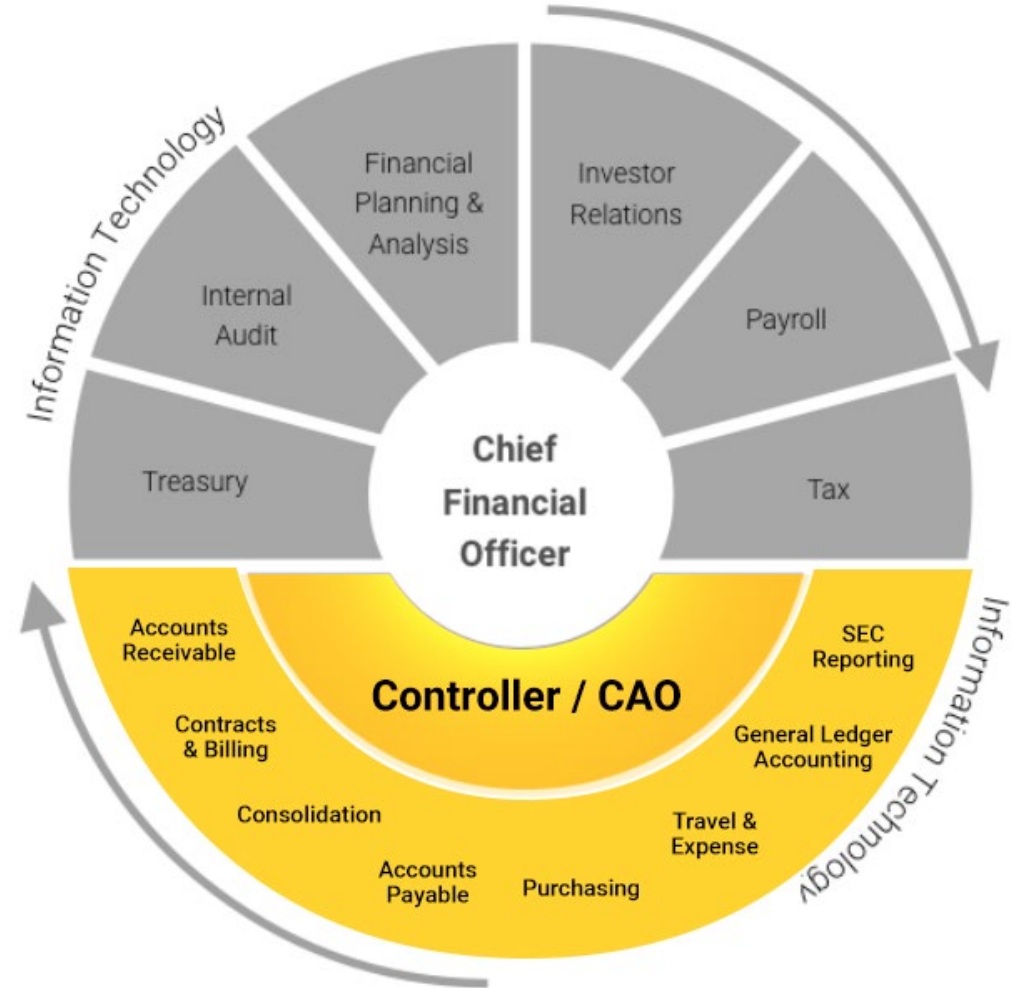 Information Technology
Financial
Planning &
Analysis
Investor
Relations
Internal
Audit
Payroll
Treasury
Tax
Chief
Financial
Officer
Controller / CAO
Accounts
Receivable
Contracts
& Billing
Consolidation
Accounts
Payable
Purchasing
Travel &
Expense
General Ledger
Accounting
SEC
Reporting
Information Technology